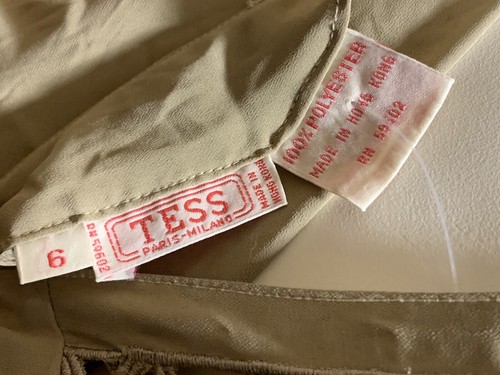 100% POLYESTER
MADE IN HONG KONG
RN 59602
6
RN 59602
TESS
PARIS-MILANO
MADE IN
HONG KONG